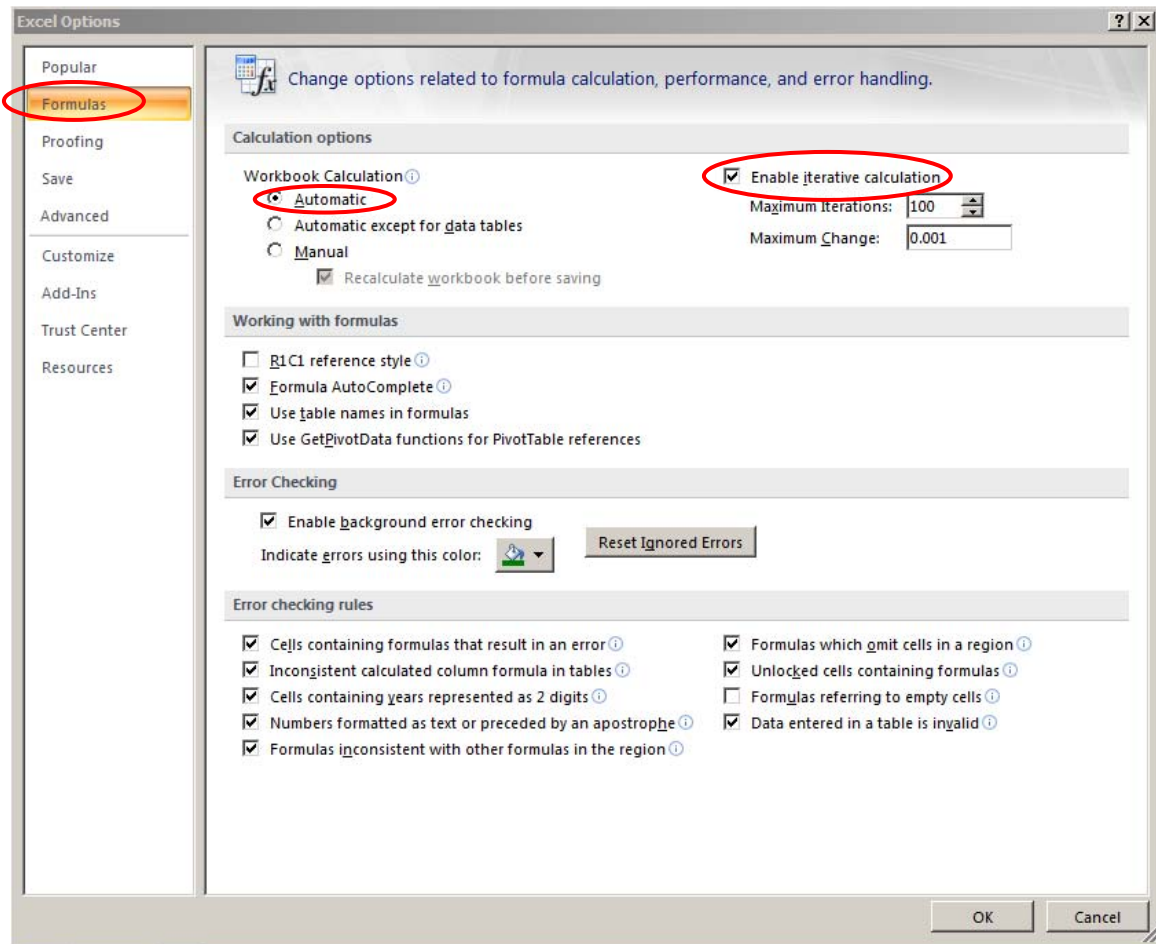 Excel Options
Popular
Formulas
Proofing
Save
Advanced
Customize
Add-Ins
Trust Center
Resources
Change options related to formula calculation, performance, and error handling.
Calculation options
Workbook Calculation
Automatic
Automatic except for data tables
Manual
Recalculate workbook before saving
Enable iterative calculation
Maximum Iterations: 100
Maximum Change: 0.001
Working with formulas
R1C1 reference style
Formula AutoComplete
Use table names in formulas
Use GetPivotData functions for PivotTable references
Error Checking
Enable background error checking
Indicate errors using this color:
Reset Ignored Errors
Error checking rules
Cells containing formulas that result in an error
Inconsistent calculated column formula in tables
Cells containing years represented as 2 digits
Numbers formatted as text or preceded by an apostrophe
Formulas inconsistent with other formulas in the region
Formulas which omit cells in a region
Unlocked cells containing formulas
Formulas referring to empty cells
Data entered in a table is invalid
OK
Cancel